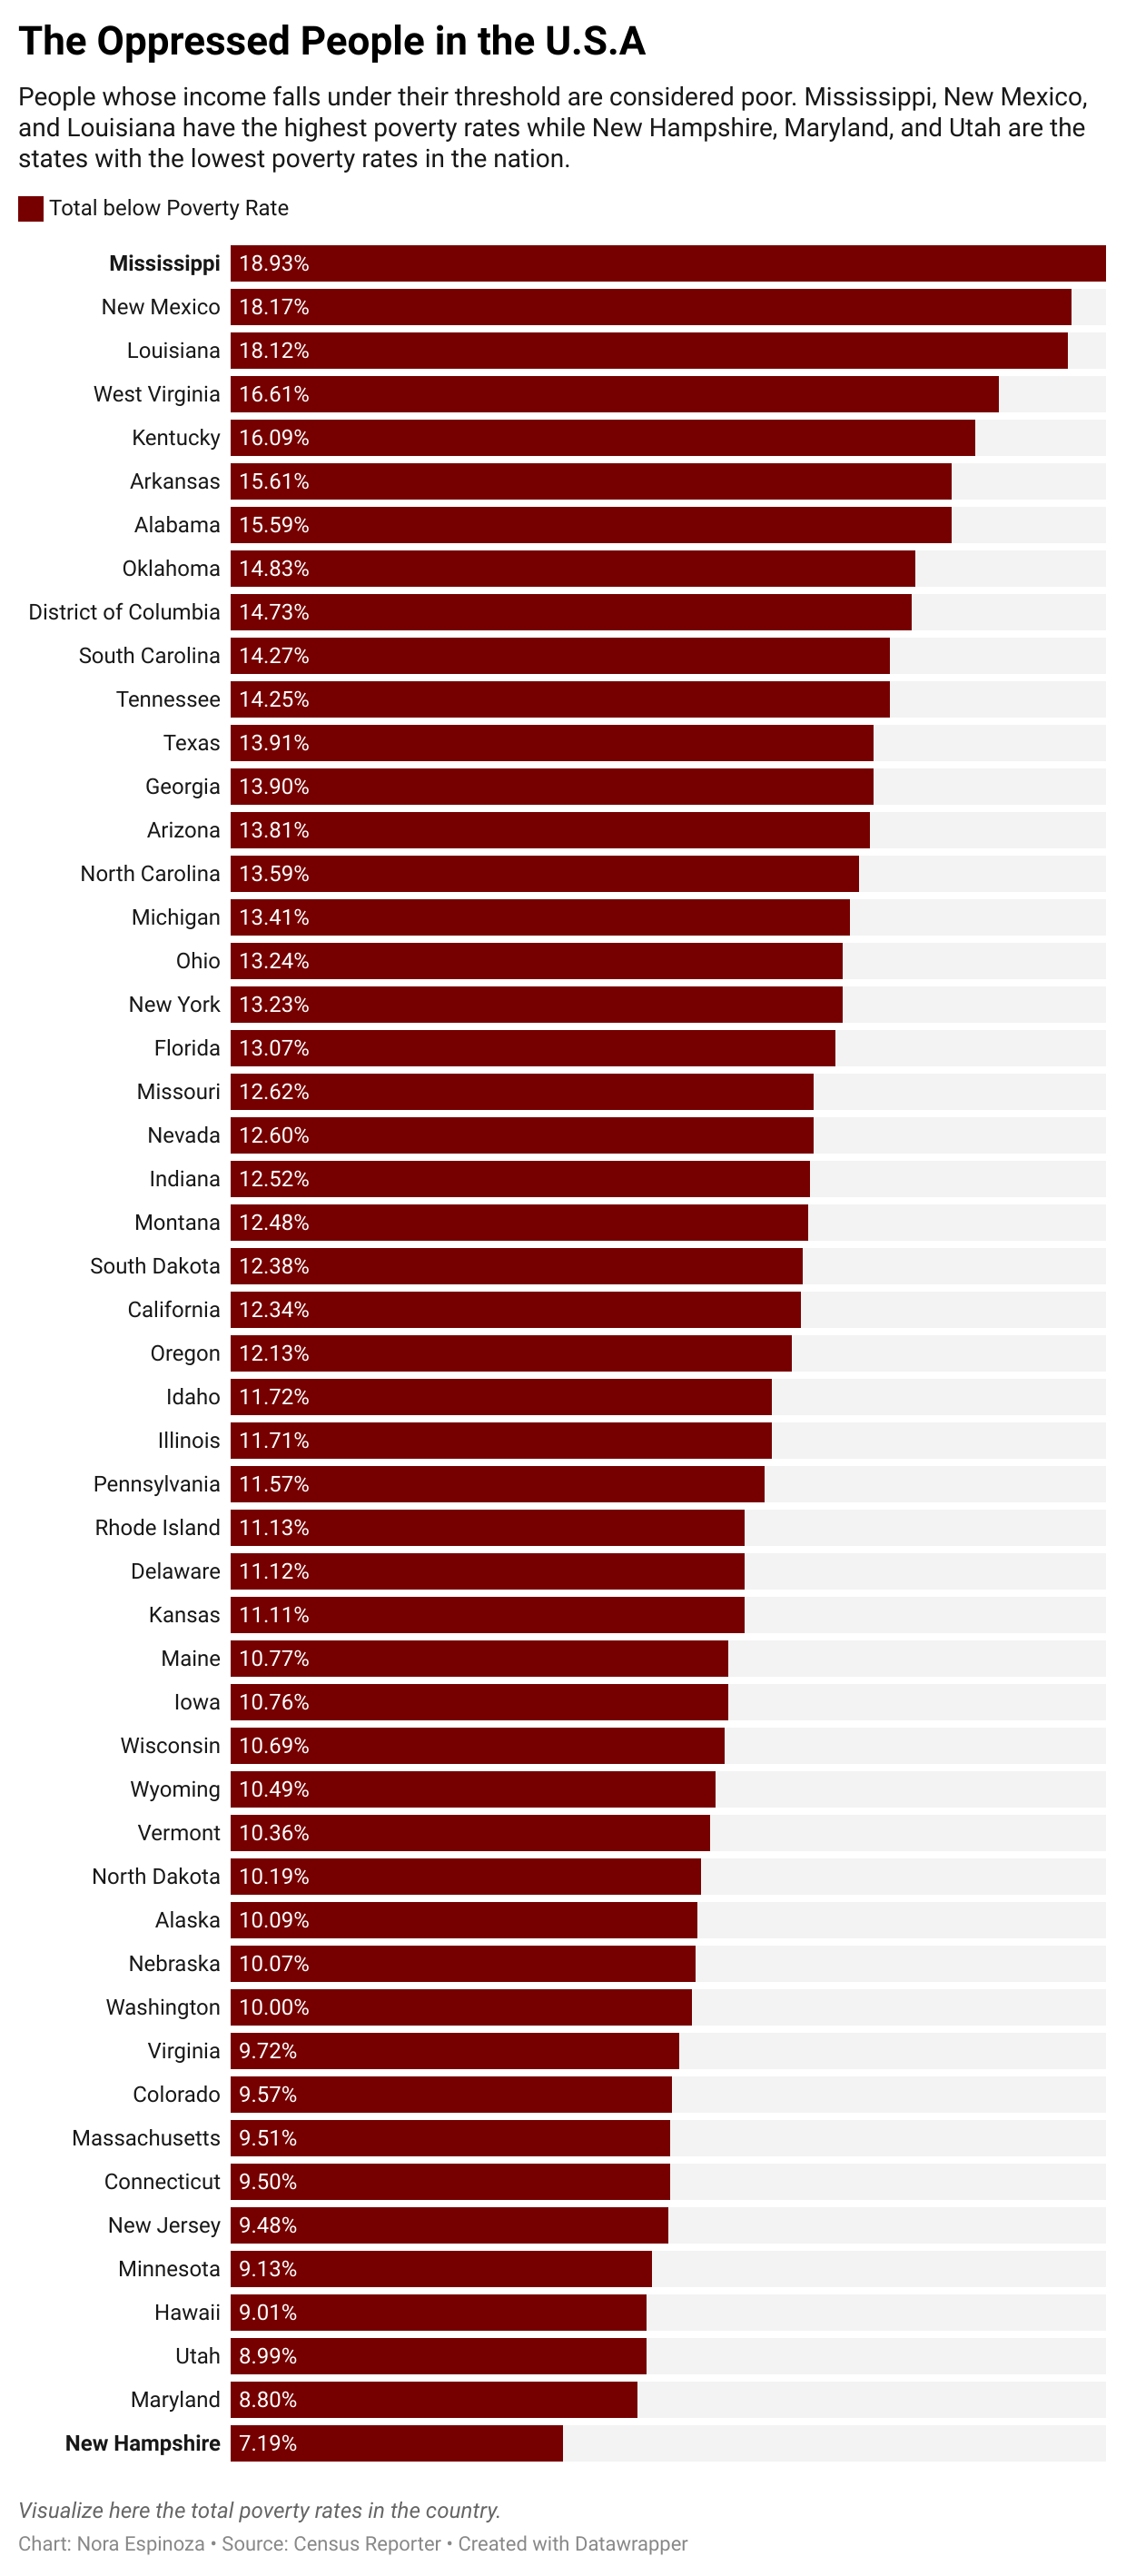 The Oppressed People in the U.S.A
People whose income falls under their threshold are considered poor. Mississippi, New Mexico,
and Louisiana have the highest poverty rates while New Hampshire, Maryland, and Utah are the
states with the lowest poverty rates in the nation.
Total below Poverty Rate
Mississippi 18.93%
New Mexico 18.17%
Louisiana 18.12%
West Virginia 16.61%
Kentucky 16.09%
Arkansas 15.61%
Alabama 15.59%
Oklahoma 14.83%
District of Columbia 14.73%
South Carolina 14.27%
Tennessee 14.25%
Texas 13.91%
Georgia 13.90%
Arizona 13.81%
North Carolina 13.59%
Michigan 13.41%
Ohio 13.24%
New York 13.23%
Florida 13.07%
Missouri 12.62%
Nevada 12.60%
Indiana 12.52%
Montana 12.48%
South Dakota 12.38%
California 12.34%
Oregon 12.13%
Idaho 11.72%
Illinois 11.71%
Pennsylvania 11.57%
Rhode Island 11.13%
Delaware 11.12%
Kansas 11.11%
Maine 10.77%
Iowa 10.76%
Wisconsin 10.69%
Wyoming 10.49%
Vermont 10.36%
North Dakota 10.19%
Alaska 10.09%
Nebraska 10.07%
Washington 10.00%
Virginia 9.72%
Colorado 9.57%
Massachusetts 9.51%
Connecticut 9.50%
New Jersey 9.48%
Minnesota 9.13%
Hawaii 9.01%
Utah 8.99%
Maryland 8.80%
New Hampshire 7.19%
Visualize here the total poverty rates in the country.
Chart: Nora Espinoza • Source: Census Reporter • Created with Datawrapper